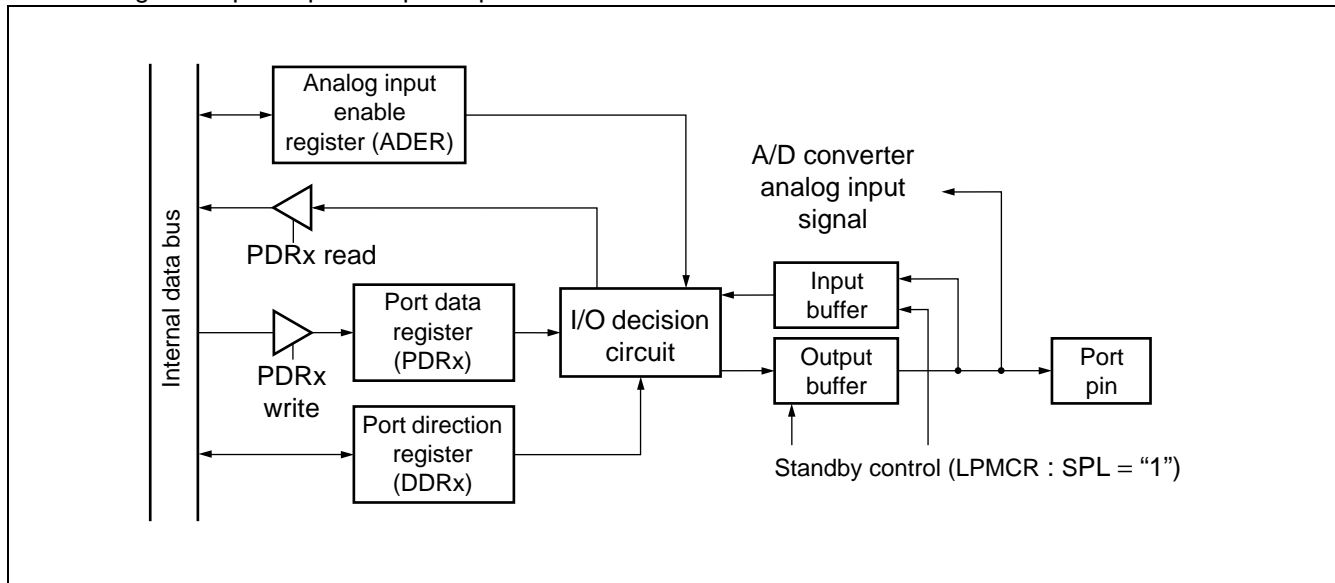 Internal data bus
Analog input
enable
register (ADER)
PDRx read
PDRx
write
Port data
register
(PDRx)
Port direction
register
(DDRx)
I/O decision
circuit
A/D converter
analog input
signal
Input
buffer
Output
buffer
Port
pin
Standby control (LPMCR : SPL = “1”)